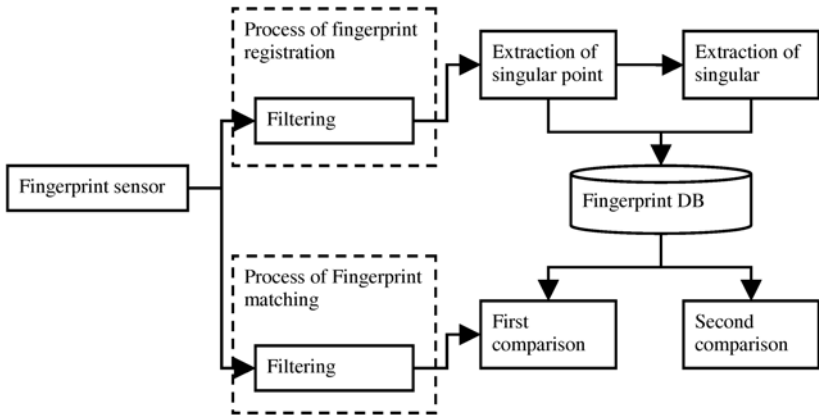 Process of fingerprint
registration
Filtering
Extraction of
singular point
Extraction of
singular
Fingerprint sensor
Fingerprint DB
Process of Fingerprint
matching
Filtering
First
comparison
Second
comparison